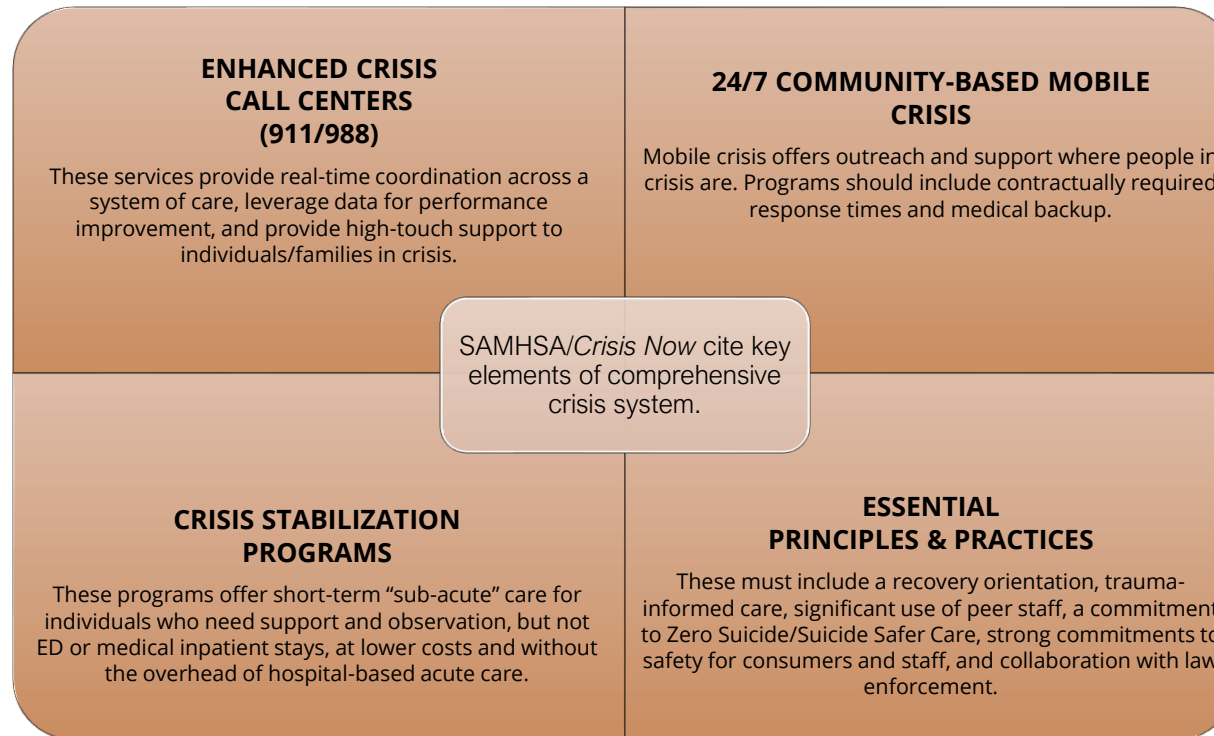 ENHANCED CRISIS
CALL CENTERS
(911/988)
These services provide real-time coordination across a
system of care, leverage data for performance
improvement, and provide high-touch support to
individuals/families in crisis.
24/7 COMMUNITY-BASED MOBILE
CRISIS
Mobile crisis offers outreach and support where people in
crisis are. Programs should include contractually required
response times and medical backup.
SAMHSA/Crisis Now cite key
elements of comprehensive
crisis system.
CRISIS STABILIZATION
PROGRAMS
These programs offer short-term “sub-acute” care for
individuals who need support and observation, but not
ED or medical inpatient stays, at lower costs and without
the overhead of hospital-based acute care.
ESSENTIAL
PRINCIPLES & PRACTICES
These must include a recovery orientation, trauma-
informed care, significant use of peer staff, a commitment
to Zero Suicide/Suicide Safer Care, strong commitments to
safety for consumers and staff, and collaboration with law
enforcement.